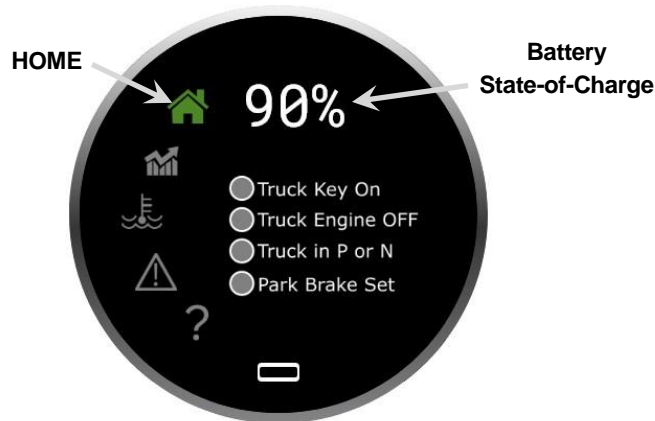 HOME
Battery
State-of-Charge
90%
Truck Key On
Truck Engine OFF
Truck in P or N
Park Brake Set
?